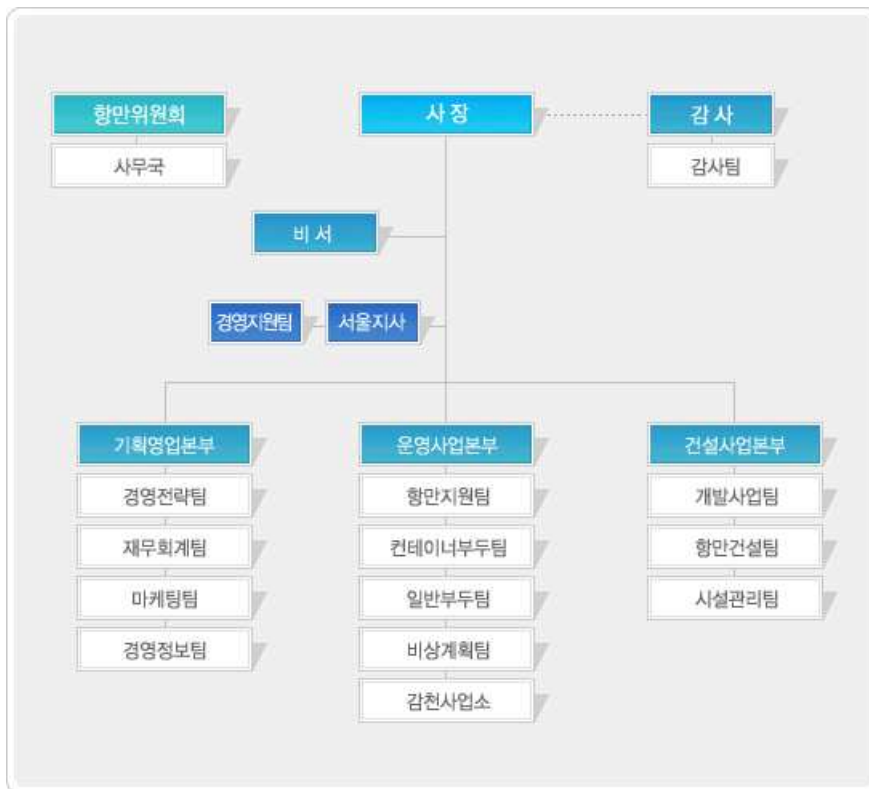 항만위원회
사무국
사 장
감 사
감사팀
비 서
경영지원팀
서울지사
기획영업본부
경영전략팀
재무회계팀
마케팅팀
경영정보팀
운영사업본부
항만지원팀
컨테이너부두팀
일반부두팀
비상계획팀
감천사업소
건설사업본부
개발사업팀
항만건설팀
시설관리팀